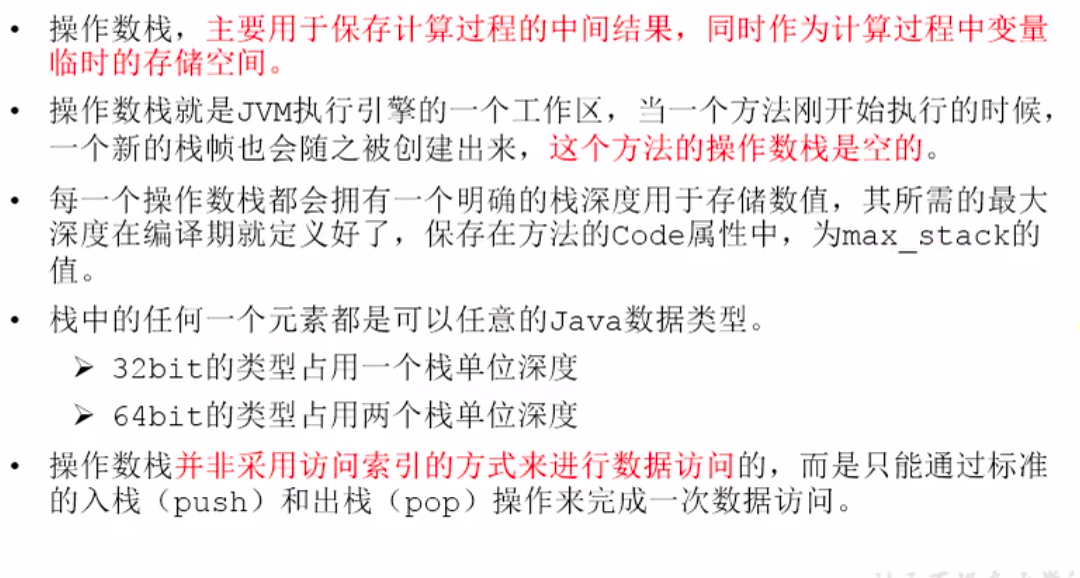 • 操作数栈，主要用于保存计算过程的中间结果，同时作为计算过程中变量
临时的存储空间。
• 操作数栈就是JVM执行引擎的一个工作区，当一个方法刚开始执行的时候，
一个新的栈帧也会随之被创建出来，这个方法的操作数栈是空的。
• 每一个操作数栈都会拥有一个明确的栈深度用于存储数值，其所需的最大
深度在编译期就定义好了，保存在方法的Code属性中，为max_stack的
值。
• 栈中的任何一个元素都是可以任意的Java数据类型。
➢ 32bit的类型占用一个栈单位深度
➢ 64bit的类型占用两个栈单位深度
• 操作数栈并非采用访问索引的方式来进行数据访问的，而是只能通过标准
的入栈（push）和出栈（pop）操作来完成一次数据访问。